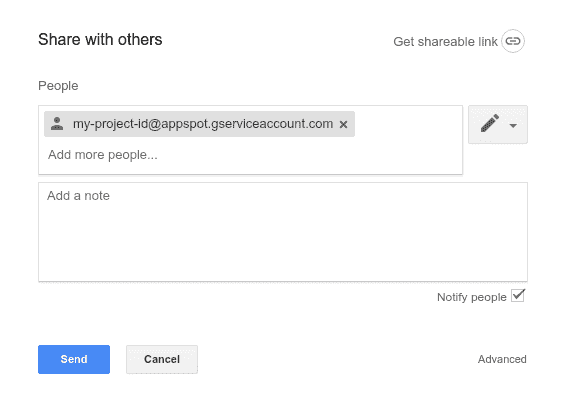 Share with others
Get shareable link
People
my-project-id@appspot.gserviceaccount.com ×
Add more people...
Add a note
Notify people
Send
Cancel
Advanced